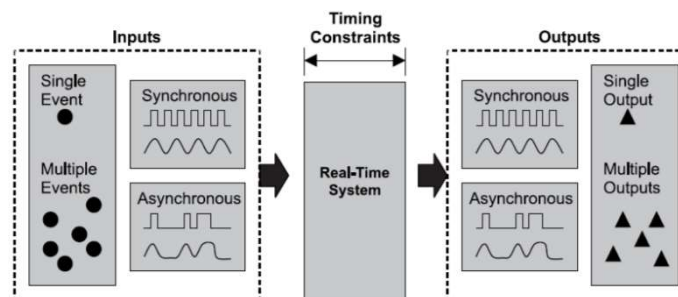 Timing
Constraints
Inputs
Outputs
Single
Event
Multiple
Events
Synchronous
Asynchronous
Real-Time
System
Synchronous
Asynchronous
Single
Output
Multiple
Outputs